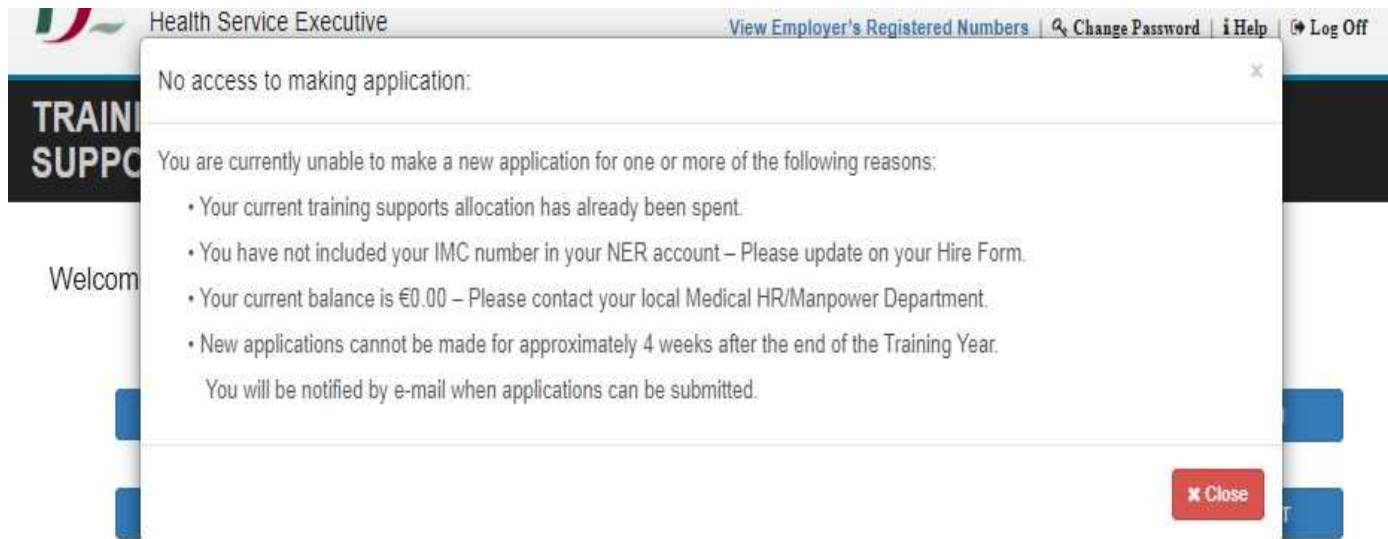 Health Service Executive
View Employer's Registered Numbers | Change Password | i Help | Log Off
No access to making application:
x
TRAINI
SUPPO
You are currently unable to make a new application for one or more of the following reasons:
• Your current training supports allocation has already been spent.
• You have not included your IMC number in your NER account – Please update on your Hire Form.
Welcom
• Your current balance is €0.00 – Please contact your local Medical HR/Manpower Department.
• New applications cannot be made for approximately 4 weeks after the end of the Training Year.
You will be notified by e-mail when applications can be submitted.
✖ Close
T